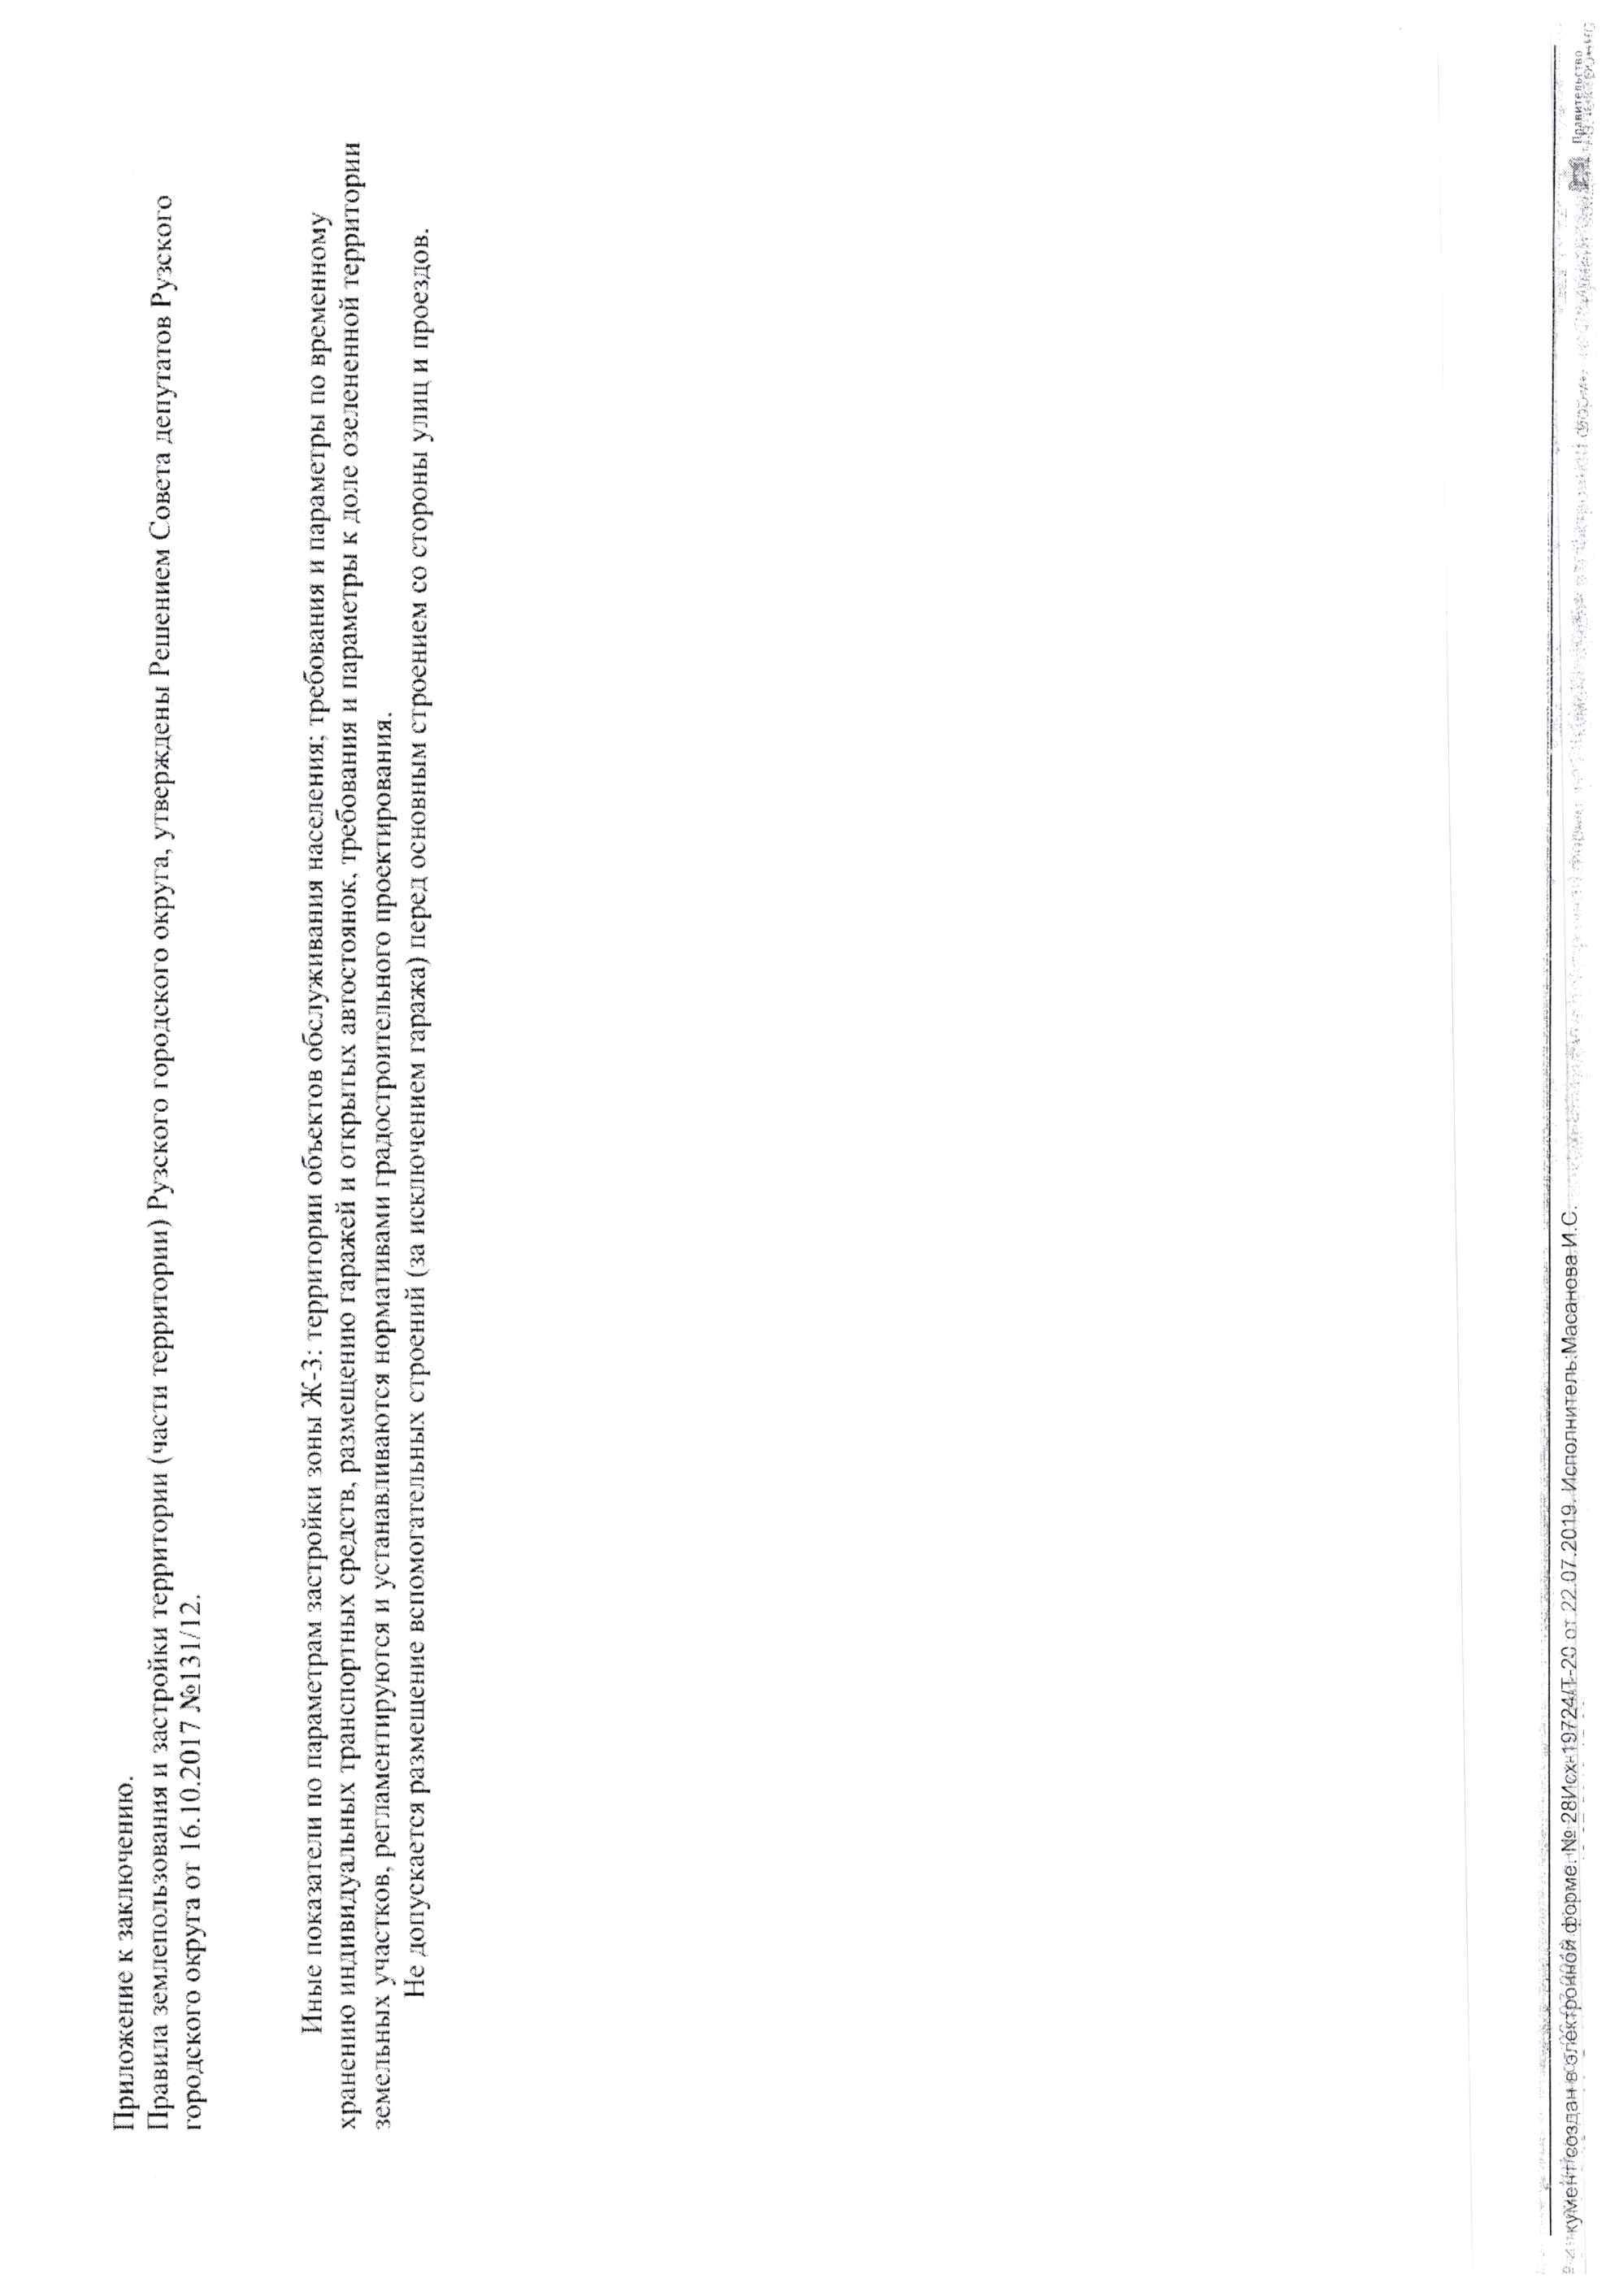 Приложение к заключению.
Правила землепользования и застройки территории (части территории) Рузского городского округа, утверждены Решением Совета депутатов Рузского
городского округа от 16.10.2017 №131/12.
Иные показатели по параметрам застройки зоны Ж-3: территории объектов обслуживания населения; требования и параметры по временному
хранению индивидуальных транспортных средств, размещению гаражей и открытых автостоянок, требования и параметры к доле озелененной территории
земельных участков, регламентируются и устанавливаются нормативами градостроительного проектирования.
Не допускается размещение вспомогательных строений (за исключением гаража) перед основным строением со стороны улиц и проездов.
кумент создан в электронной форме. № 28Исх-19724/Т-20 от 22.07.2019. Исполнитель:Масанова И.С.
Правительство